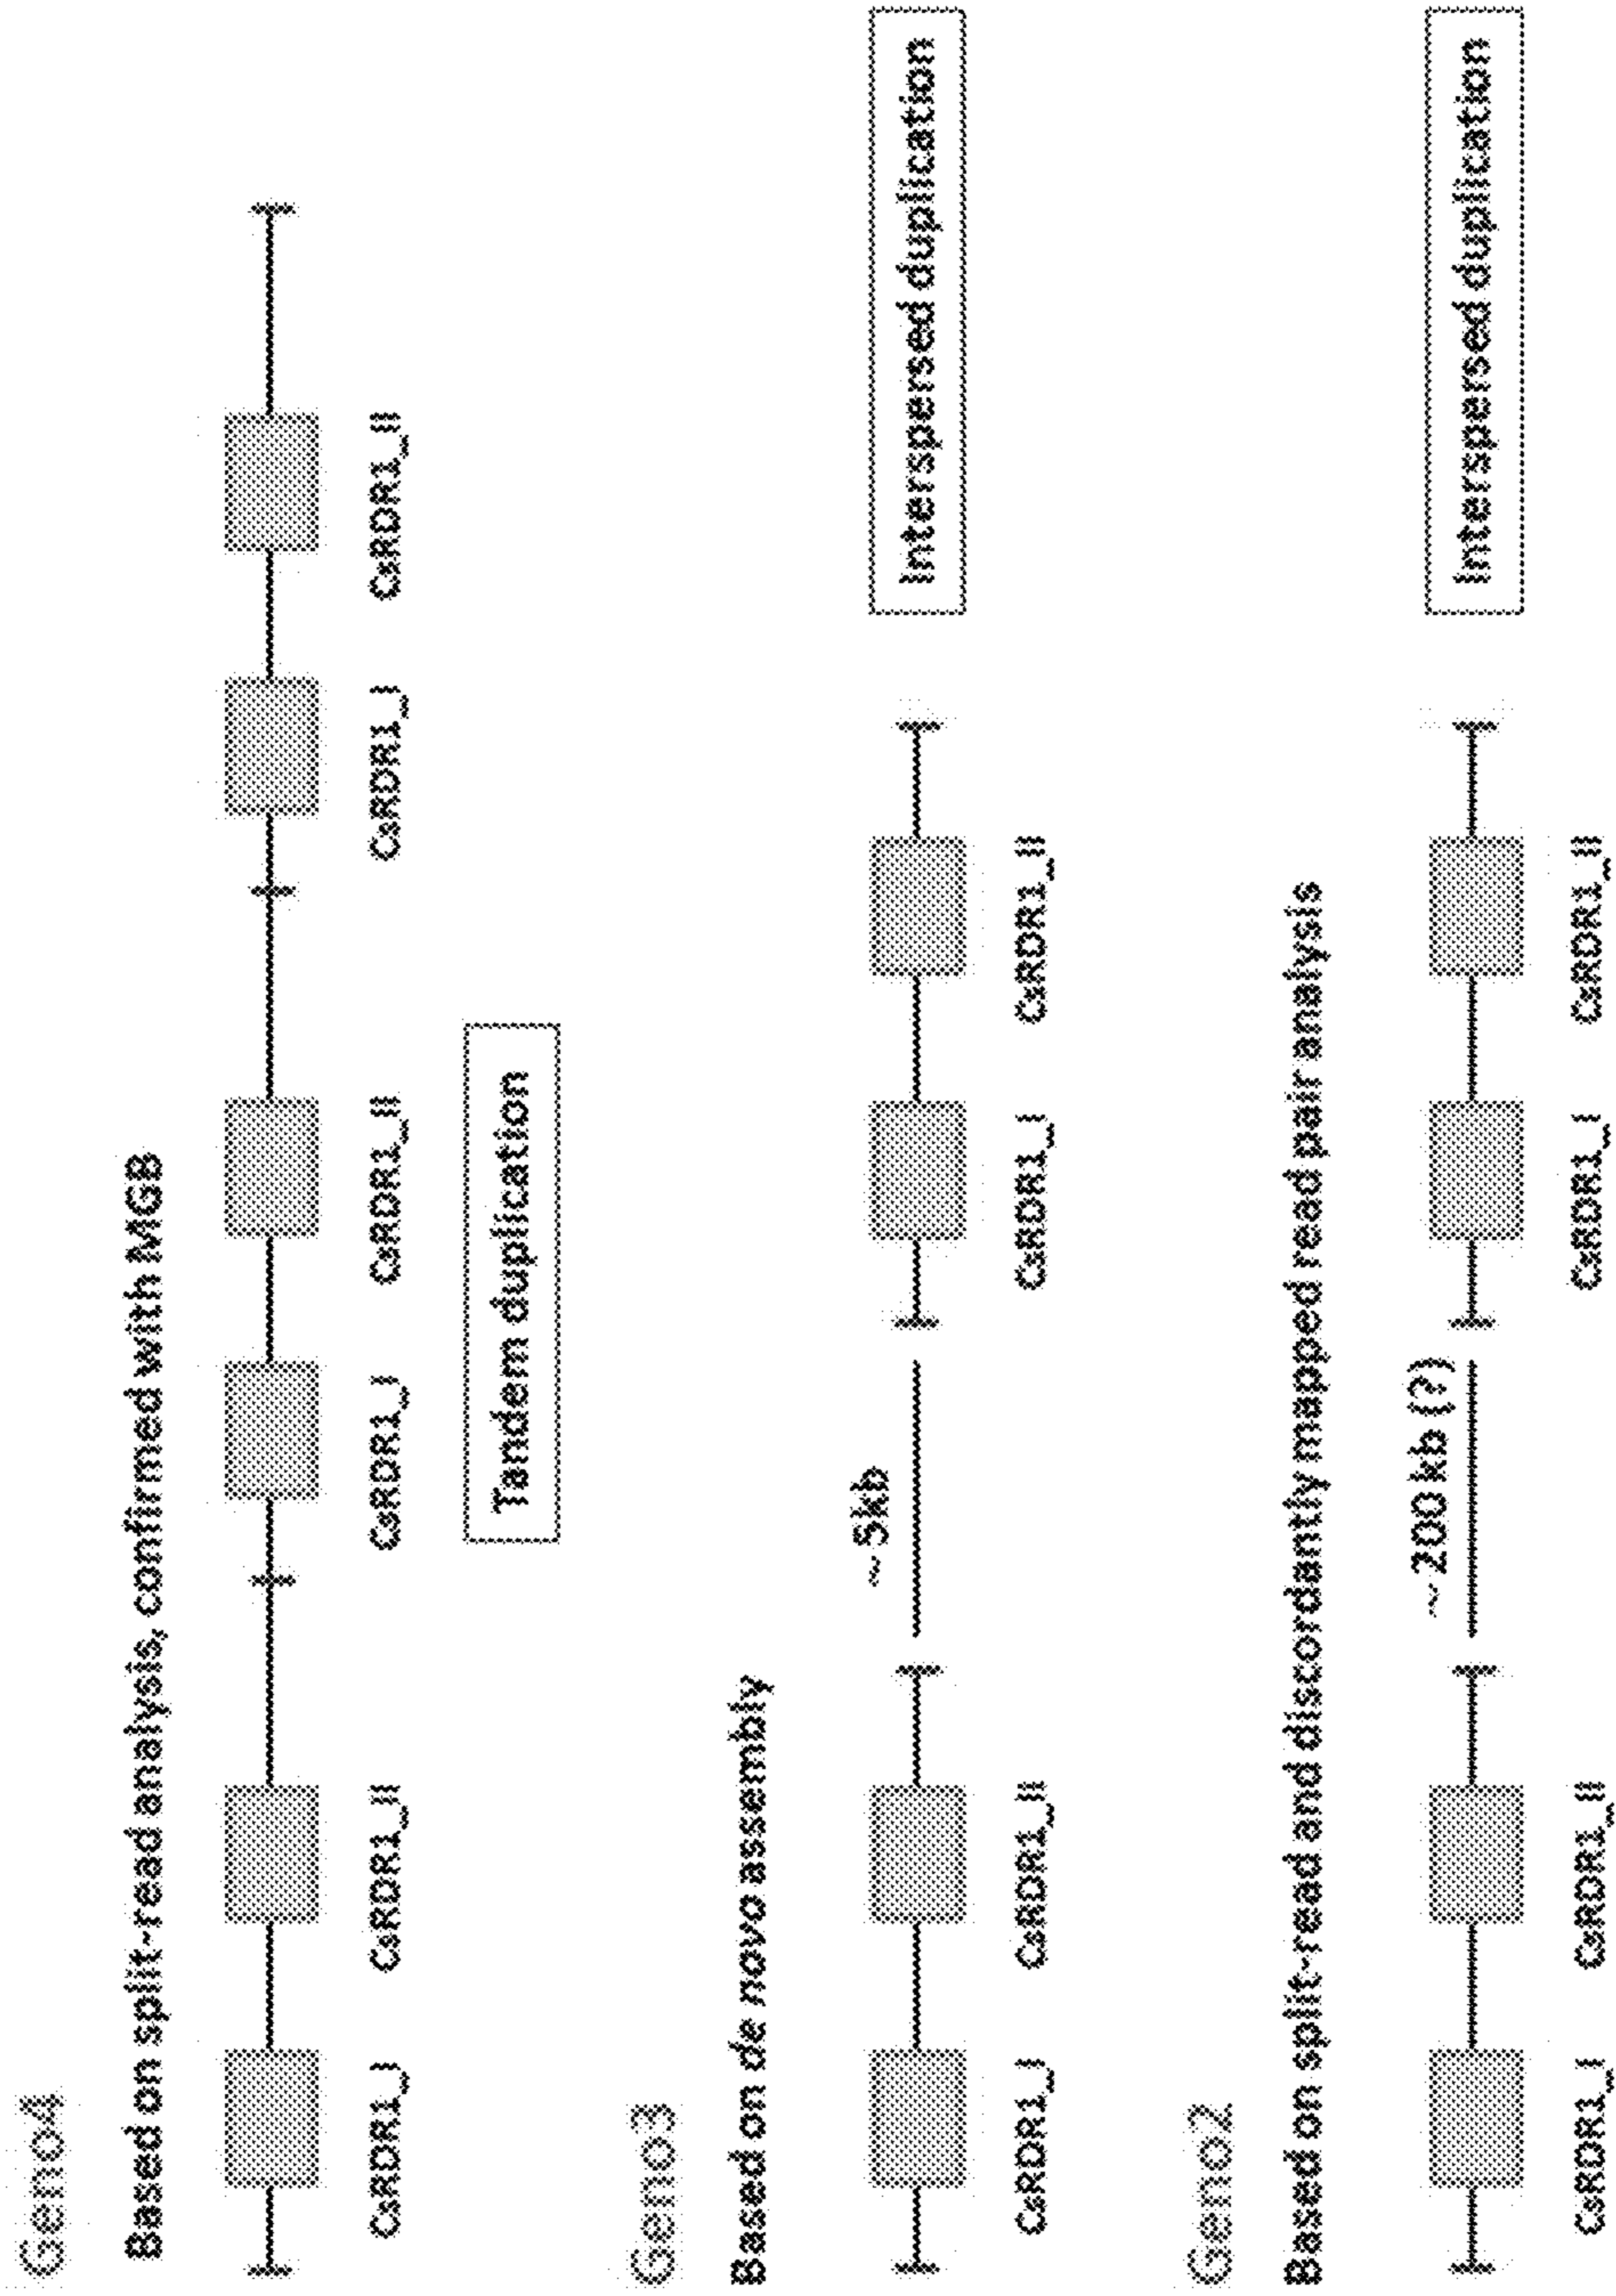 Geno4
Based on split-read analysis, confirmed with MGB
CsRDR1_I CsRDR1_II CsRDR1_I CsRDR1_II CsRDR1_I CsRDR1_II
Tandem duplication
Geno3
Based on de novo assembly
~5kb
Interspersed duplication
CsRDR1_I CsRDR1_II CsRDR1_I CsRDR1_II
Geno2
Based on split-read and discordantly mapped read pair analysis
~200 kb (?)
Interspersed duplication
CsRDR1_I CsRDR1_II CsRDR1_I CsRDR1_II